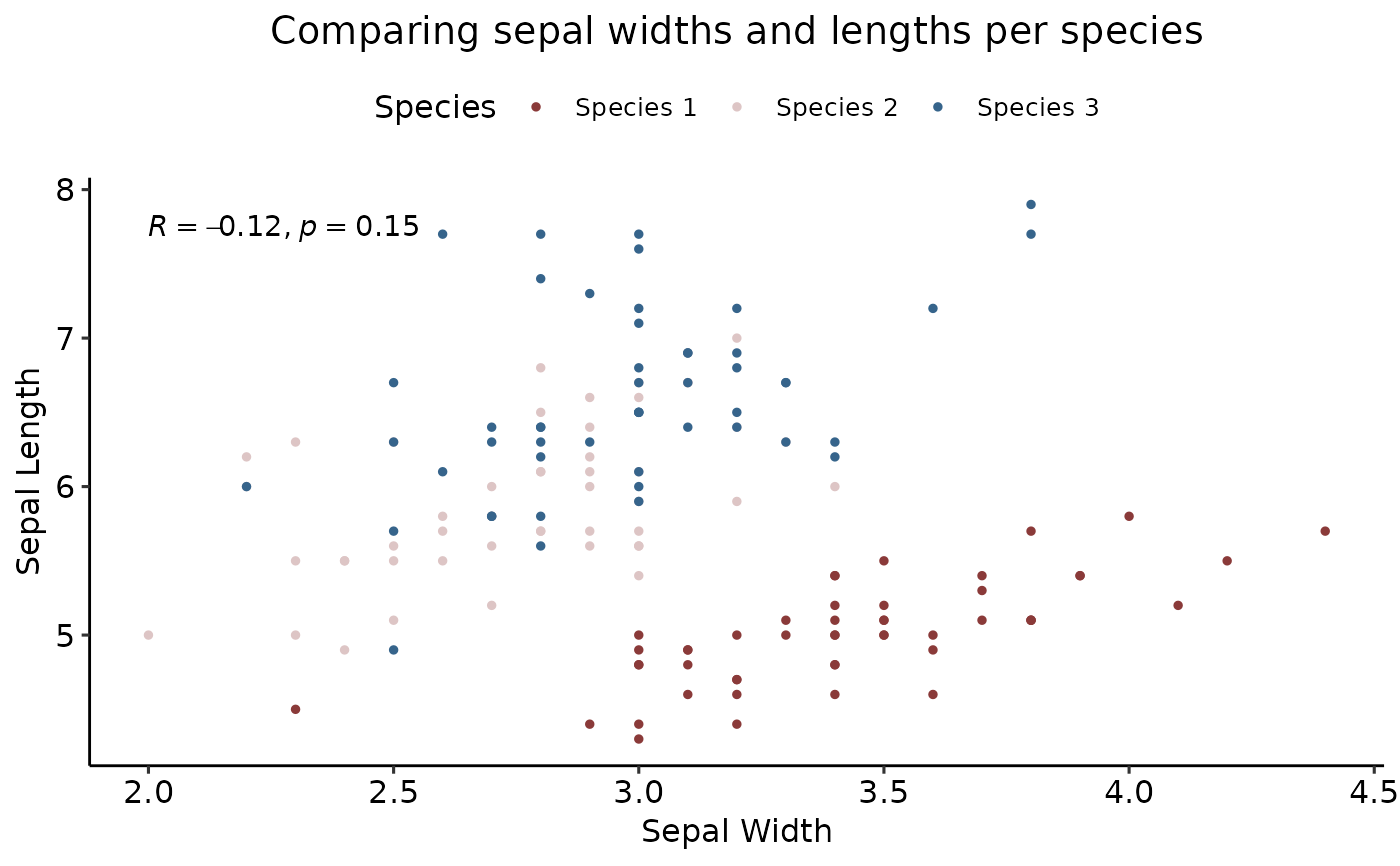 Comparing sepal widths and lengths per species
Species Species 1 Species 2 Species 3
8
R = –0.12, p = 0.15
7
Sepal Length
6
5
2.0 2.5 3.0 3.5 4.0 4.5
Sepal Width